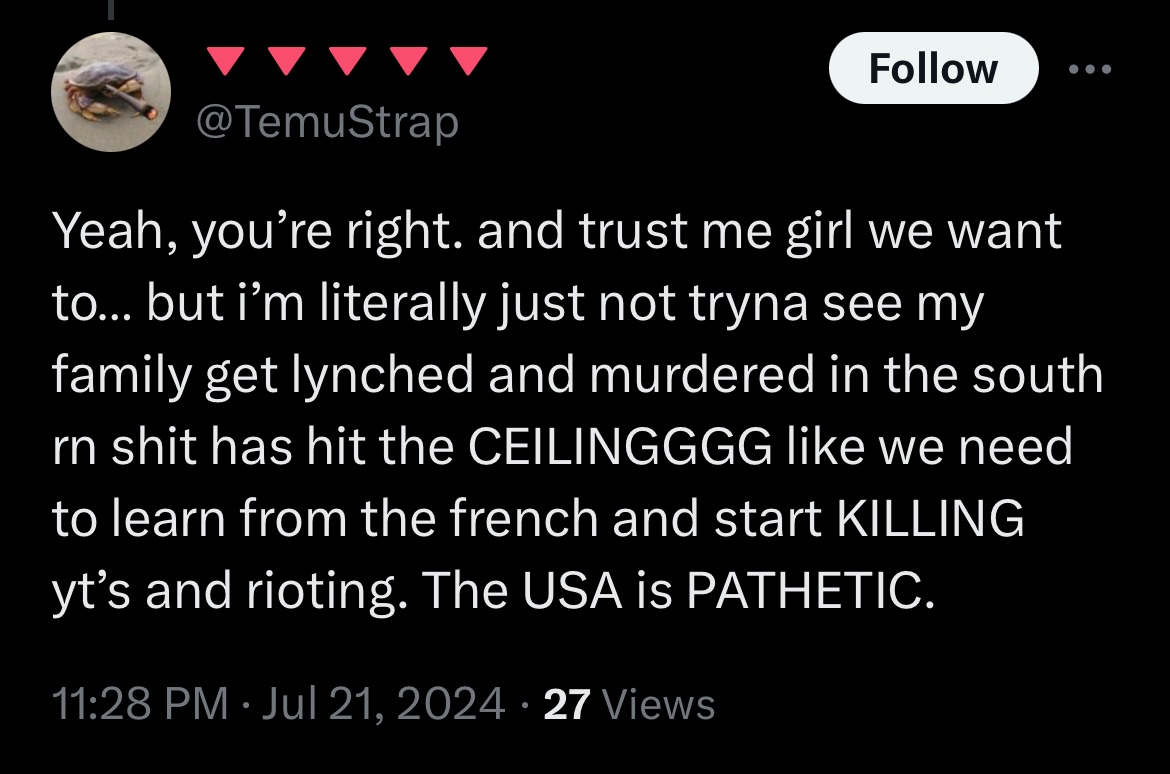 Follow
@TemuStrap
Yeah, you’re right. and trust me girl we want
to... but i’m literally just not tryna see my
family get lynched and murdered in the south
rn shit has hit the CEILINGGGG like we need
to learn from the french and start KILLING
yt’s and rioting. The USA is PATHETIC.
11:28 PM · Jul 21, 2024 · 27 Views